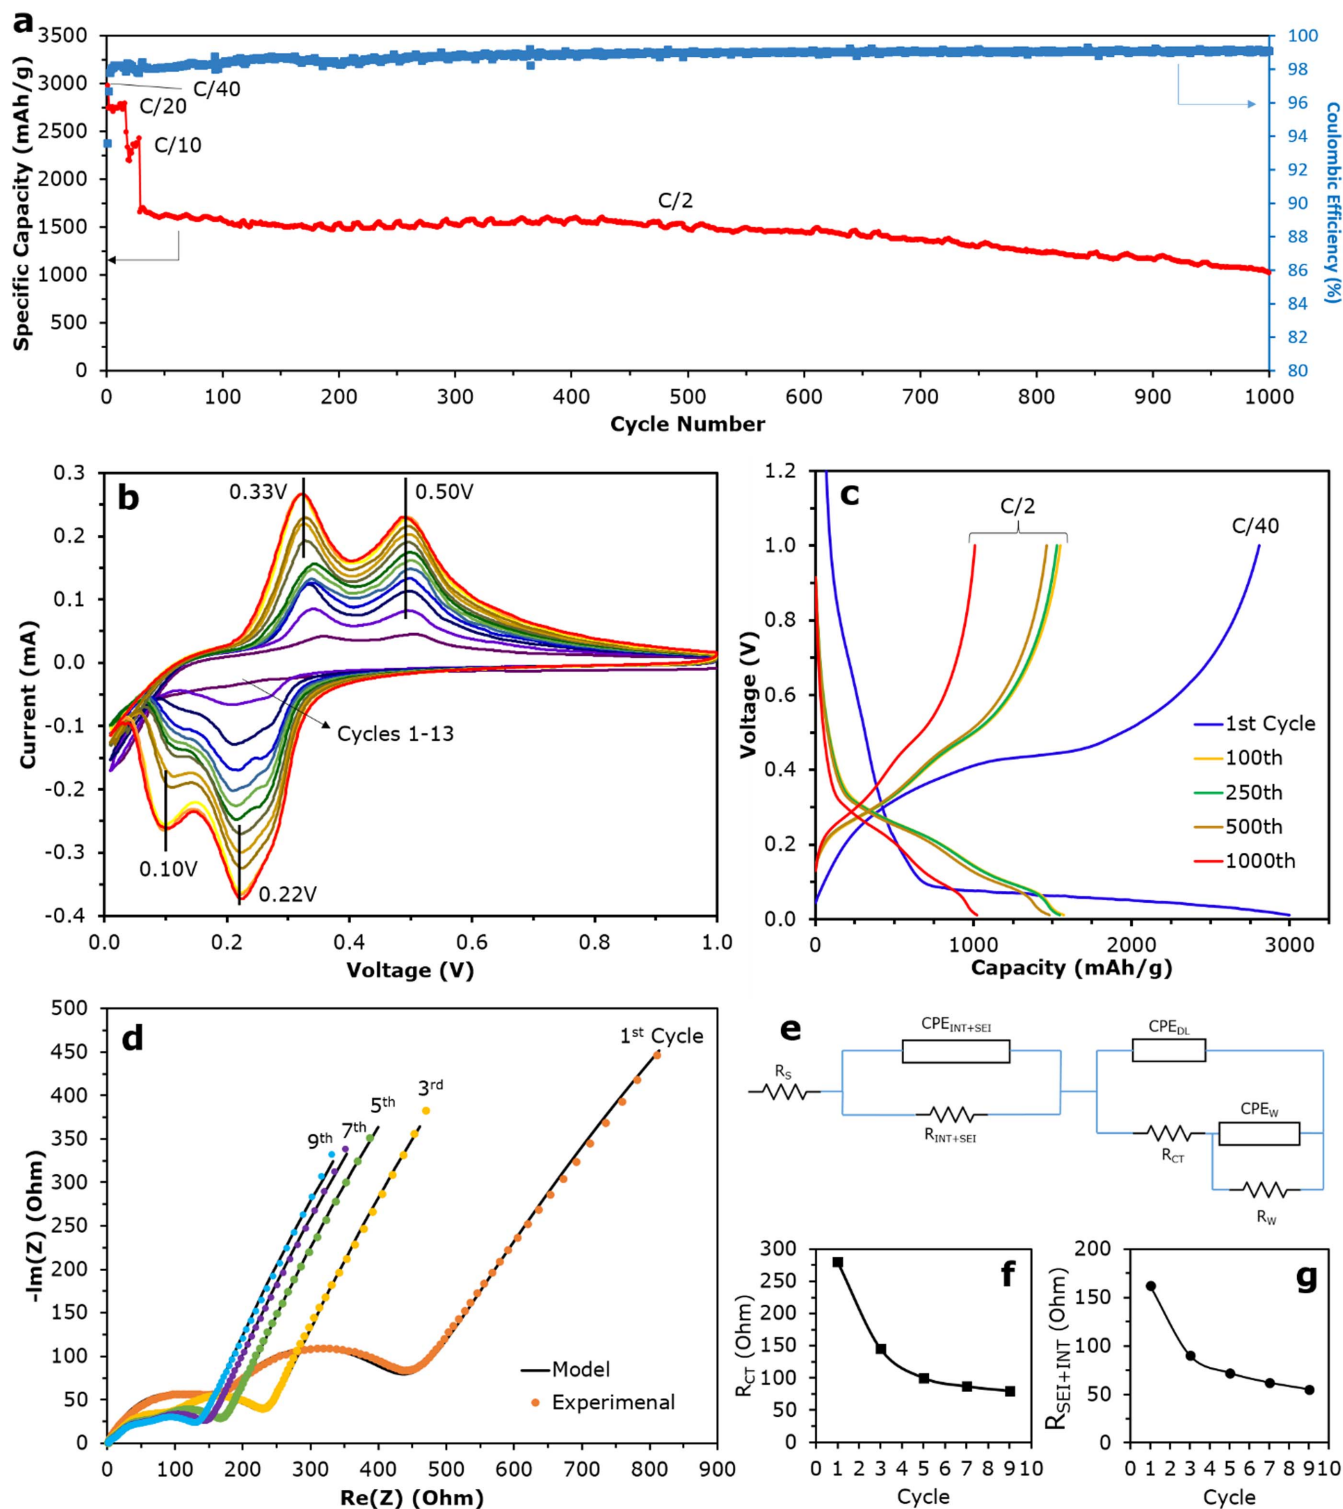 a
3500
3000
2500
2000
1500
1000
500
0
Specific Capacity (mAh/g)
C/40
C/20
C/10
C/2
100
98
96
94
92
90
88
86
84
82
80
Coulombic Efficiency (%)
0 100 200 300 400 500 600 700 800 900 1000
Cycle Number
b
0.3
0.2
0.1
0.0
-0.1
-0.2
-0.3
-0.4
Current (mA)
0.33V
0.50V
Cycles 1-13
0.10V
0.22V
0.0 0.2 0.4 0.6 0.8 1.0
Voltage (V)
c
1.2
1.0
0.8
0.6
0.4
0.2
0.0
Voltage (V)
C/2
C/40
1st Cycle
100th
250th
500th
1000th
0 1000 2000 3000
Capacity (mAh/g)
d
500
450
400
350
300
250
200
150
100
50
0
-Im(Z) (Ohm)
1st Cycle
3rd
5th
7th
9th
Model
Experimenal
0 100 200 300 400 500 600 700 800 900
Re(Z) (Ohm)
e
RS
CPEINT+SEI
RINT+SEI
CPEDL
RCT
CPEW
RW
f
300
250
200
150
100
50
0
RCT (Ohm)
0 1 2 3 4 5 6 7 8 9 10
Cycle
g
200
150
100
50
0
RSEI+INT (Ohm)
0 1 2 3 4 5 6 7 8 9 10
Cycle